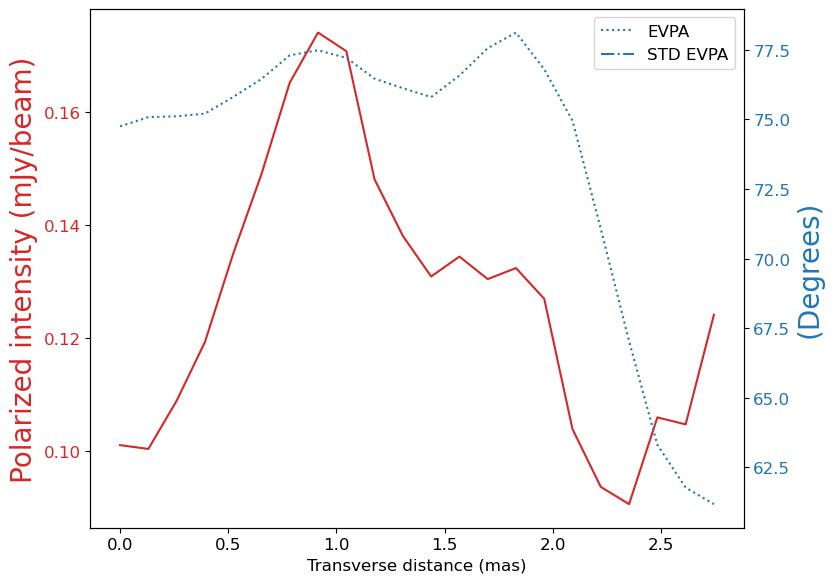 Polarized intensity (mJy/beam)
0.16
0.14
0.12
0.10
EVPA
STD EVPA
77.5
75.0
72.5
70.0
67.5
65.0
62.5
(Degrees)
0.0 0.5 1.0 1.5 2.0 2.5
Transverse distance (mas)